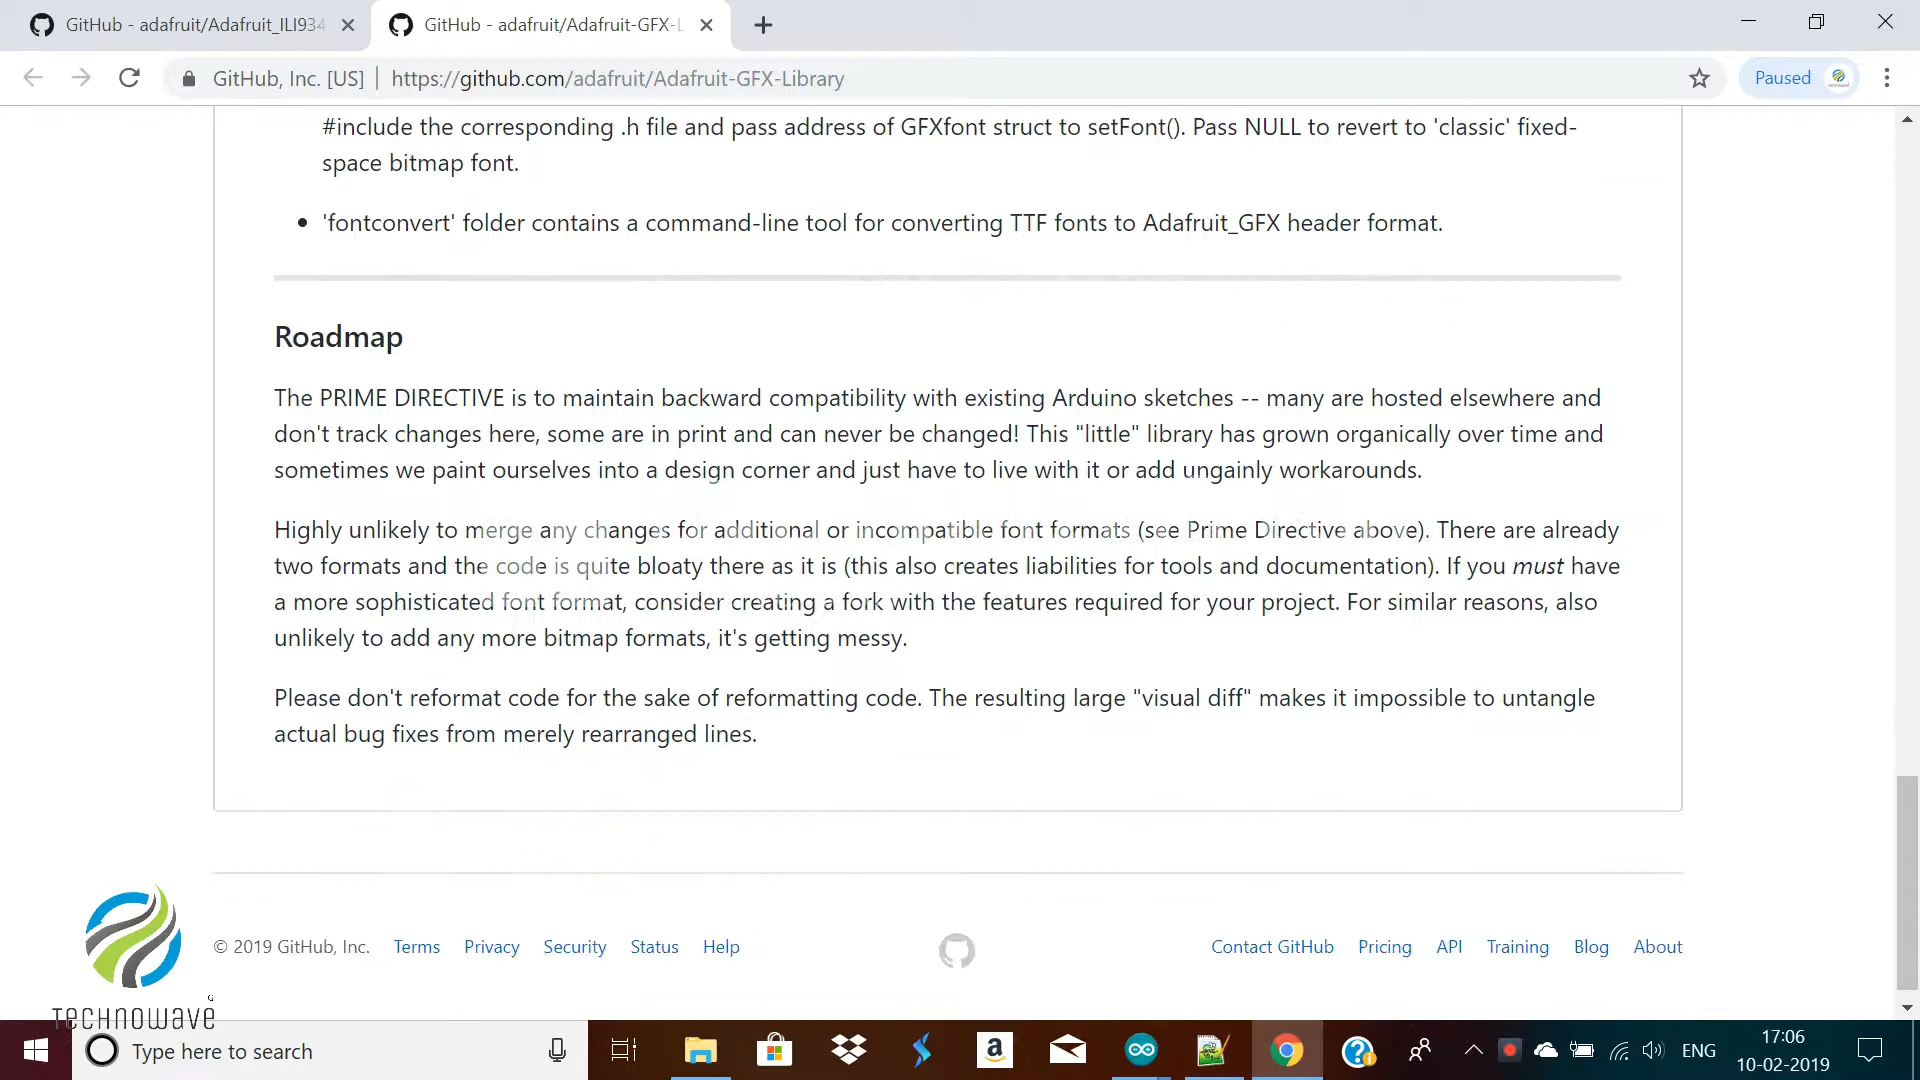 GitHub - adafruit/Adafruit_ILI934
GitHub - adafruit/Adafruit-GFX-L
GitHub, Inc. [US] | https://github.com/adafruit/Adafruit-GFX-Library
Paused
#include the corresponding .h file and pass address of GFXfont struct to setFont(). Pass NULL to revert to 'classic' fixed-
space bitmap font.
• 'fontconvert' folder contains a command-line tool for converting TTF fonts to Adafruit_GFX header format.
Roadmap
The PRIME DIRECTIVE is to maintain backward compatibility with existing Arduino sketches -- many are hosted elsewhere and
don't track changes here, some are in print and can never be changed! This "little" library has grown organically over time and
sometimes we paint ourselves into a design corner and just have to live with it or add ungainly workarounds.
Highly unlikely to merge any changes for additional or incompatible font formats (see Prime Directive above). There are already
two formats and the code is quite bloaty there as it is (this also creates liabilities for tools and documentation). If you must have
a more sophisticated font format, consider creating a fork with the features required for your project. For similar reasons, also
unlikely to add any more bitmap formats, it's getting messy.
Please don't reformat code for the sake of reformatting code. The resulting large "visual diff" makes it impossible to untangle
actual bug fixes from merely rearranged lines.
© 2019 GitHub, Inc. Terms Privacy Security Status Help
Contact GitHub Pricing API Training Blog About
TECHNOWAVE
Type here to search
ENG
17:06
10-02-2019